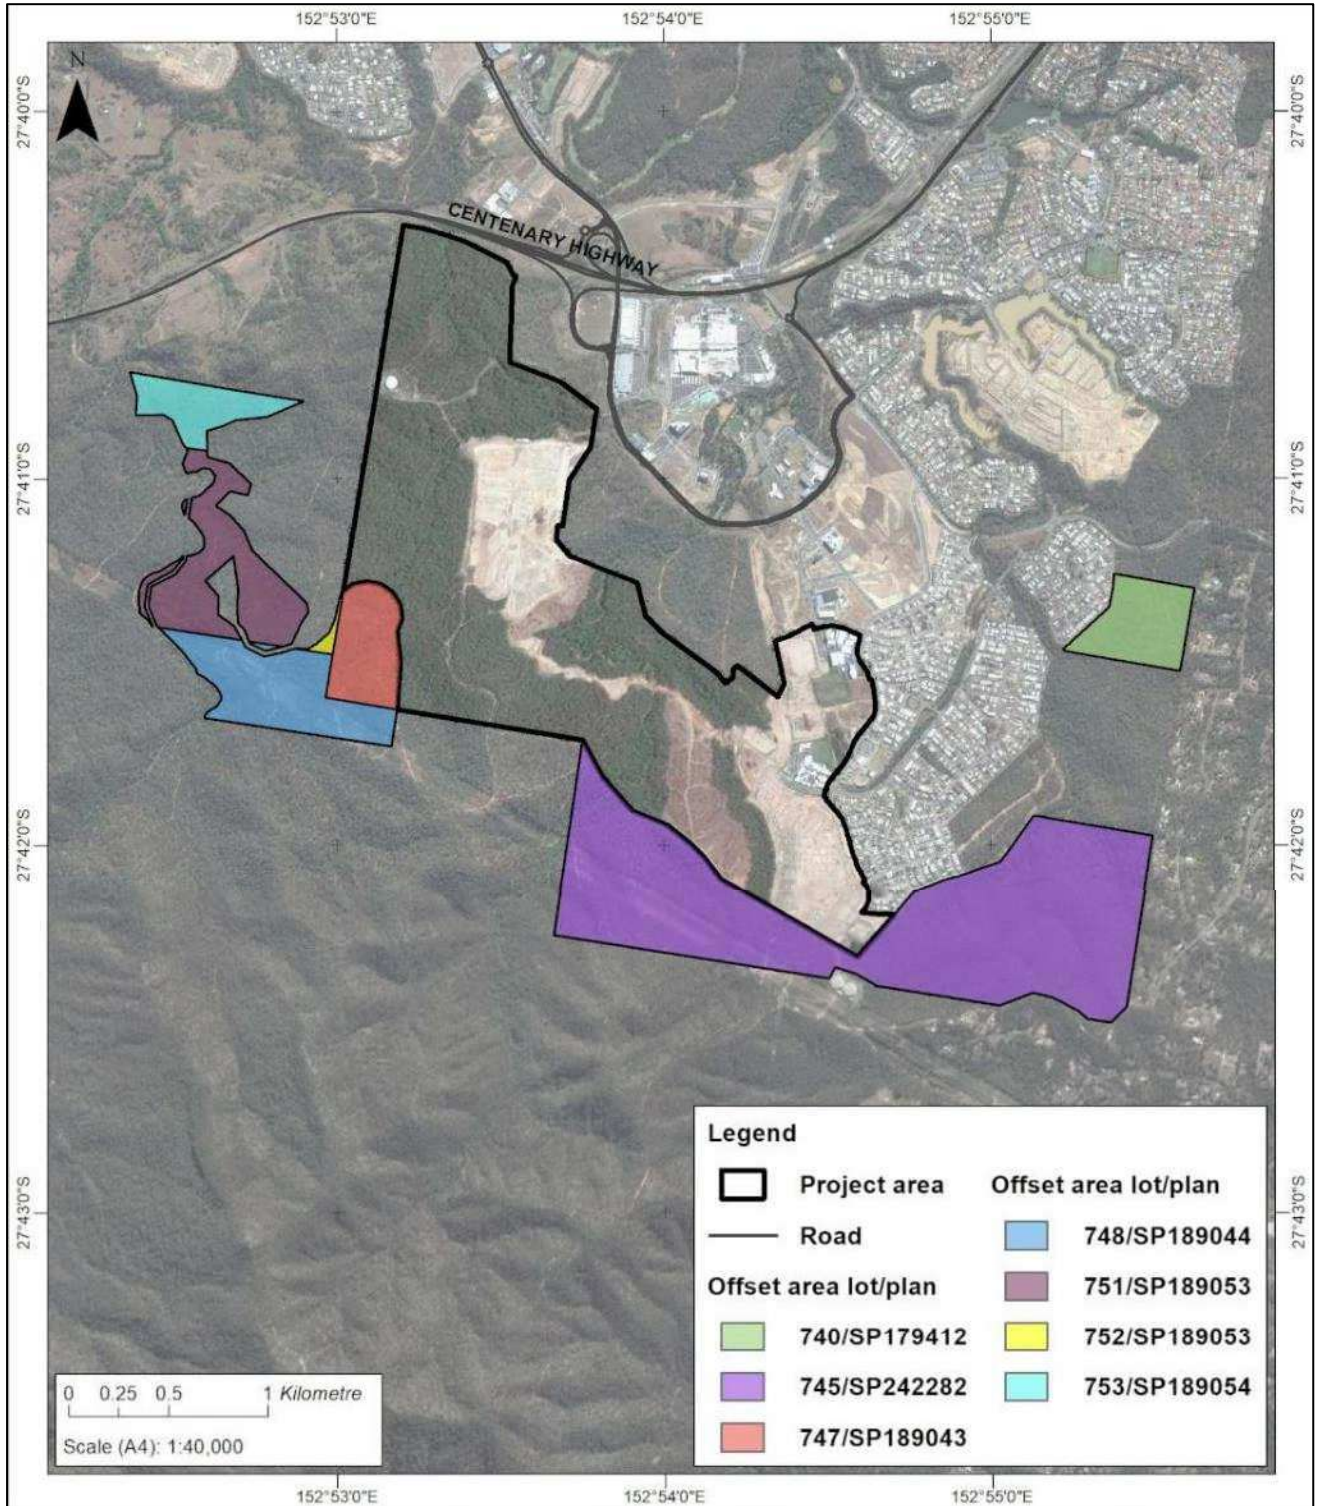 152°53'0"E 152°54'0"E 152°55'0"E
N
27°40'0"S 27°40'0"S
CENTENARY HIGHWAY
27°41'0"S 27°41'0"S
27°42'0"S 27°42'0"S
27°43'0"S 27°43'0"S
Legend
Project area
Road
Offset area lot/plan
740/SP179412
745/SP242282
747/SP189043
Offset area lot/plan
748/SP189044
751/SP189053
752/SP189053
753/SP189054
0 0.25 0.5 1 Kilometre
Scale (A4): 1:40,000
152°53'0"E 152°54'0"E 152°55'0"E